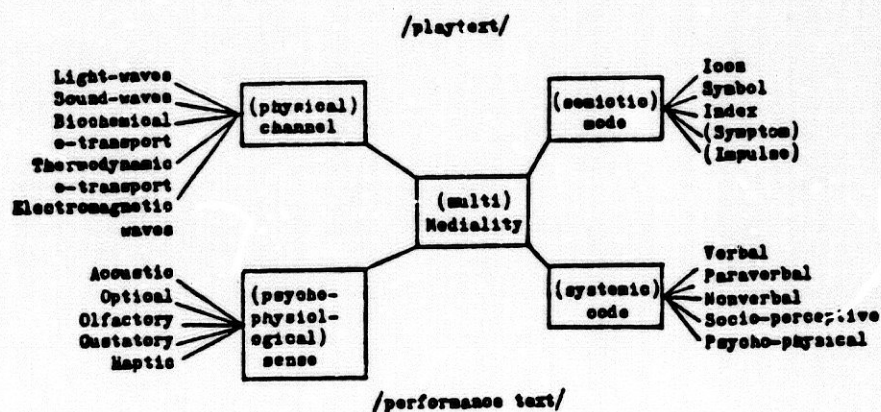 /playtext/
Light-waves
Sound-waves
Biochemical
e-transport
Thermodynamic
e-transport
Electromagnetic
waves
(physical)
channel
(semiotic)
mode
Icon
Symbol
Index
(Symptom)
(Impulse)
(multi)
Mediality
Acoustic
Optical
Olfactory
Gustatory
Haptic
(psycho-
physiol-
ogical)
sense
(systemic)
code
Verbal
Paraverbal
Nonverbal
Socio-perceptive
Psycho-physical
/performance text/